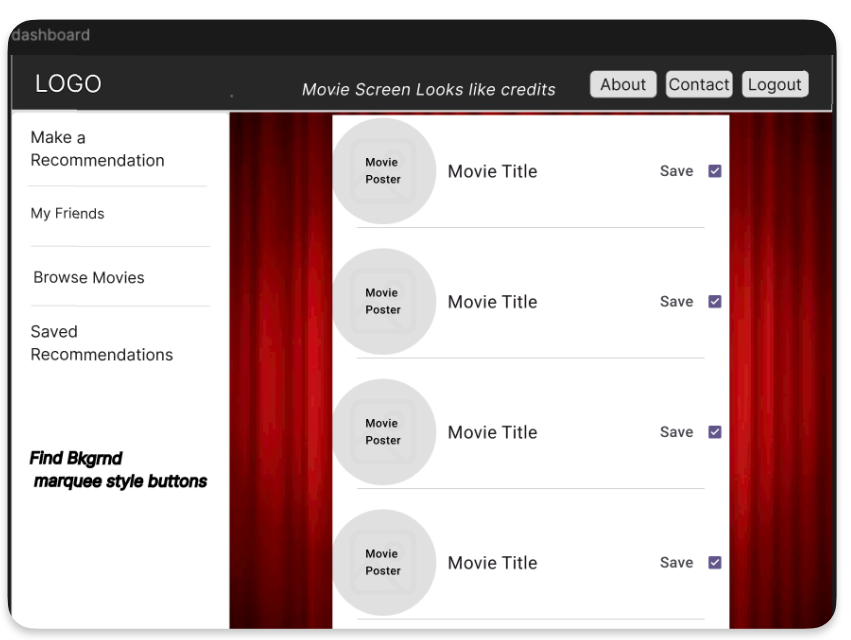 dashboard
LOGO
Movie Screen Looks like credits
About
Contact
Logout
Make a
Recommendation
My Friends
Browse Movies
Saved
Recommendations
Find Bkgrnd
marquee style buttons
Movie
Poster
Movie Title
Save
Movie
Poster
Movie Title
Save
Movie
Poster
Movie Title
Save
Movie
Poster
Movie Title
Save